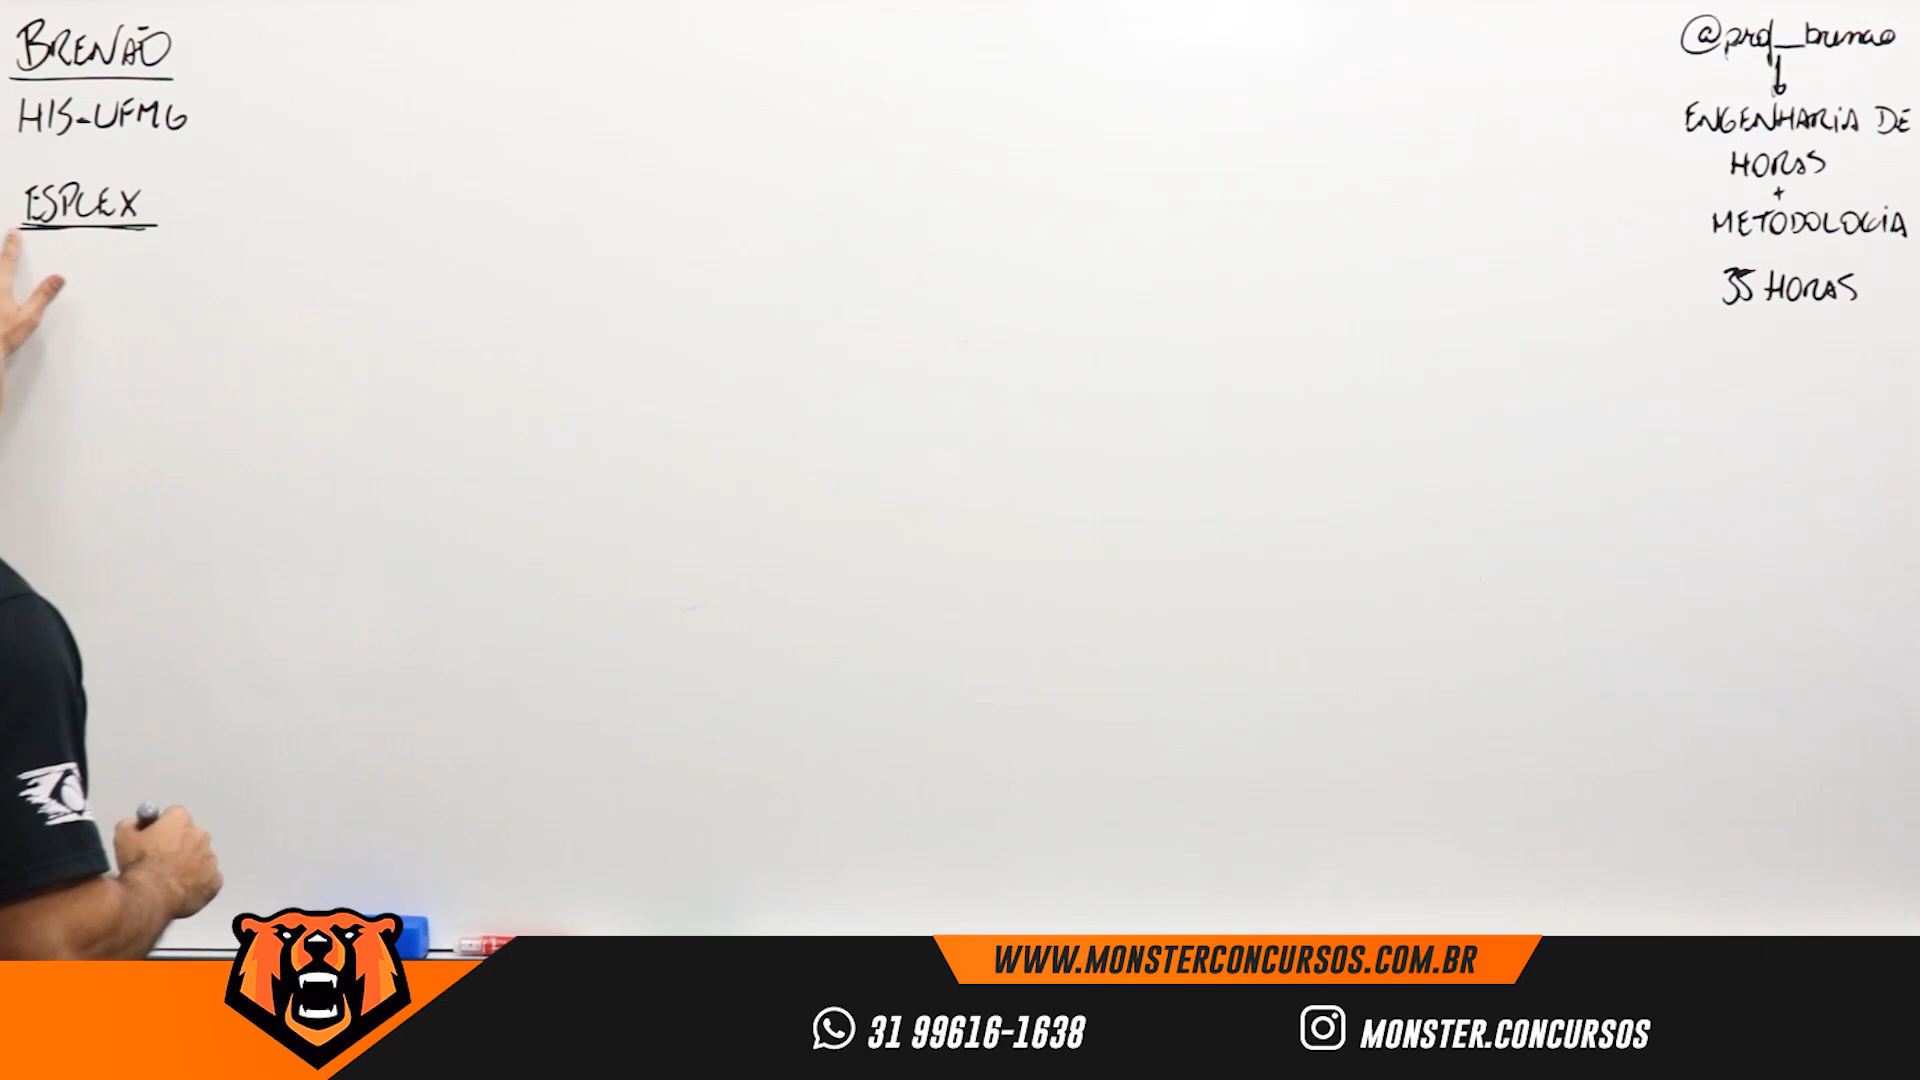 BRENÃO
HIS-UFMG
ESPCEX
@prof_brenao
ENGENHARIA DE
HORAS
+
METODOLOGIA
35 HORAS
WWW.MONSTERCONCURSOS.COM.BR
31 99616-1638
MONSTER.CONCURSOS